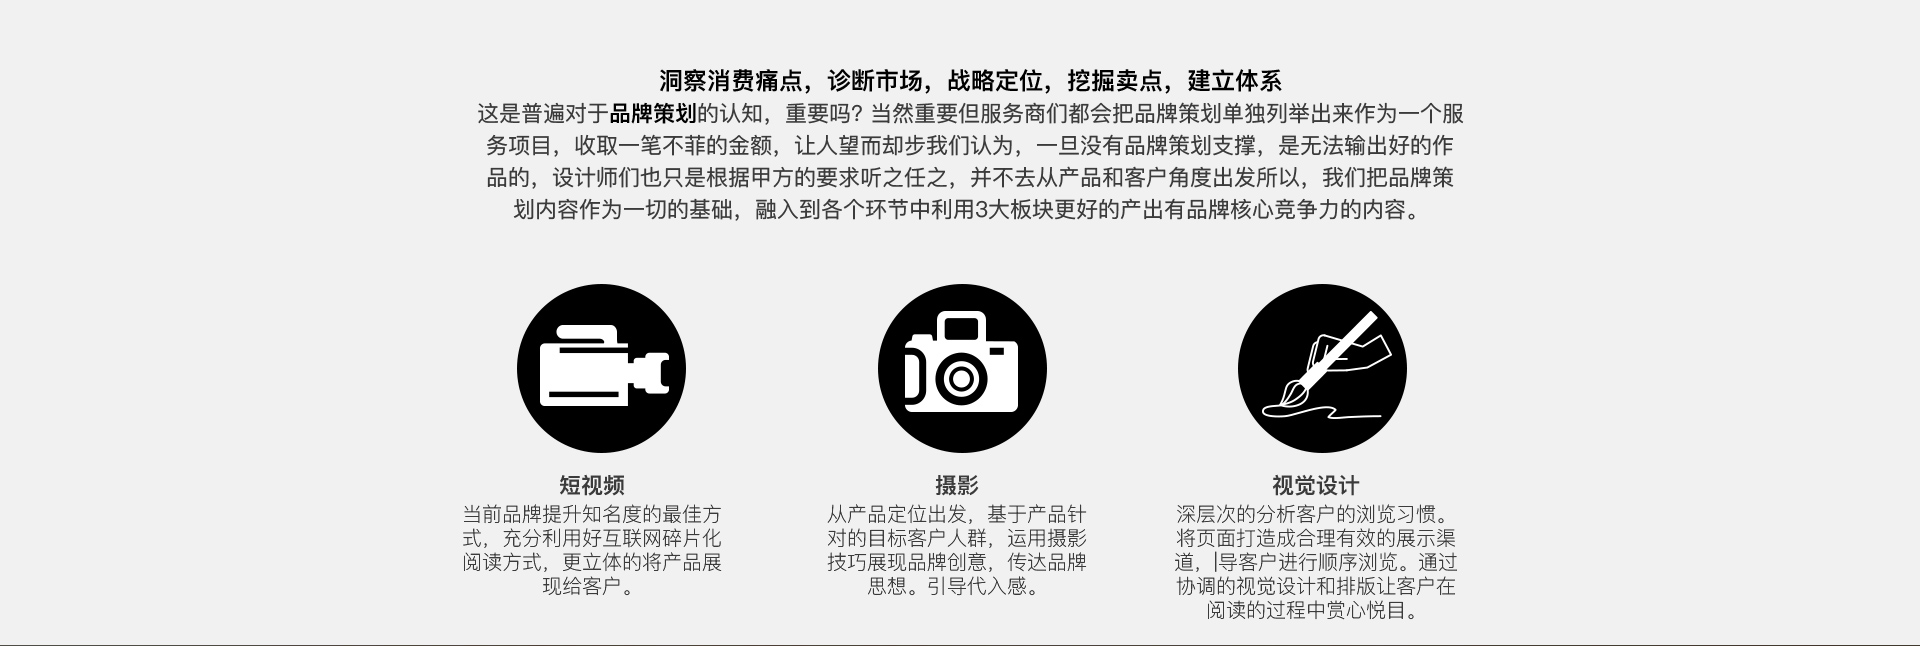 洞察消费痛点，诊断市场，战略定位，挖掘卖点，建立体系
这是普遍对于品牌策划的认知，重要吗？当然重要但服务商们都会把品牌策划单独列举出来作为一个服
务项目，收取一笔不菲的金额，让人望而却步我们认为，一旦没有品牌策划支撑，是无法输出好的作
品的，设计师们也只是根据甲方的要求听之任之，并不去从产品和客户角度出发所以，我们把品牌策
划内容作为一切的基础，融入到各个环节中利用3大板块更好的产出有品牌核心竞争力的内容。
短视频
当前品牌提升知名度的最佳方
式，充分利用好互联网碎片化
阅读方式，更立体的将产品展
现给客户。
摄影
从产品定位出发，基于产品针
对的目标客户人群，运用摄影
技巧展现品牌创意，传达品牌
思想。引导代入感。
视觉设计
深层次的分析客户的浏览习惯。
将页面打造成合理有效的展示渠
道，|导客户进行顺序浏览。通过
协调的视觉设计和排版让客户在
阅读的过程中赏心悦目。